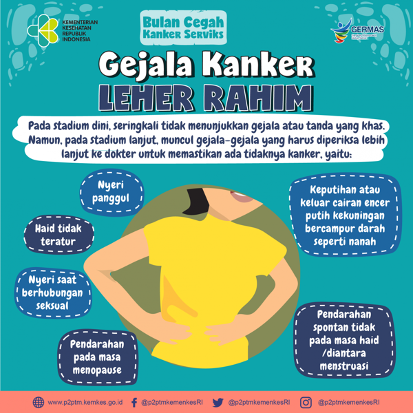 KEMENTERIAN
KESEHATAN
REPUBLIK
INDONESIA
Bulan Cegah
Kanker Serviks
GERMAS
Gejala Kanker
LEHER RAHIM
Pada stadium dini, seringkali tidak menunjukkan gejala atau tanda yang khas.
Namun, pada stadium lanjut, muncul gejala-gejala yang harus diperiksa lebih
lanjut ke dokter untuk memastikan ada tidaknya kanker, yaitu:
Nyeri
panggul
Haid tidak
teratur
Nyeri saat
berhubungan
seksual
Pendarahan
pada masa
menopause
Keputihan atau
keluar cairan encer
putih kekuningan
bercampur darah
seperti nanah
Pendarahan
spontan tidak
pada masa haid
/diantara
menstruasi
www.p2ptm.kemkes.go.id
@p2ptmkemenkesRI
@p2ptmkemenkesRI
@p2ptmkemenkesRI